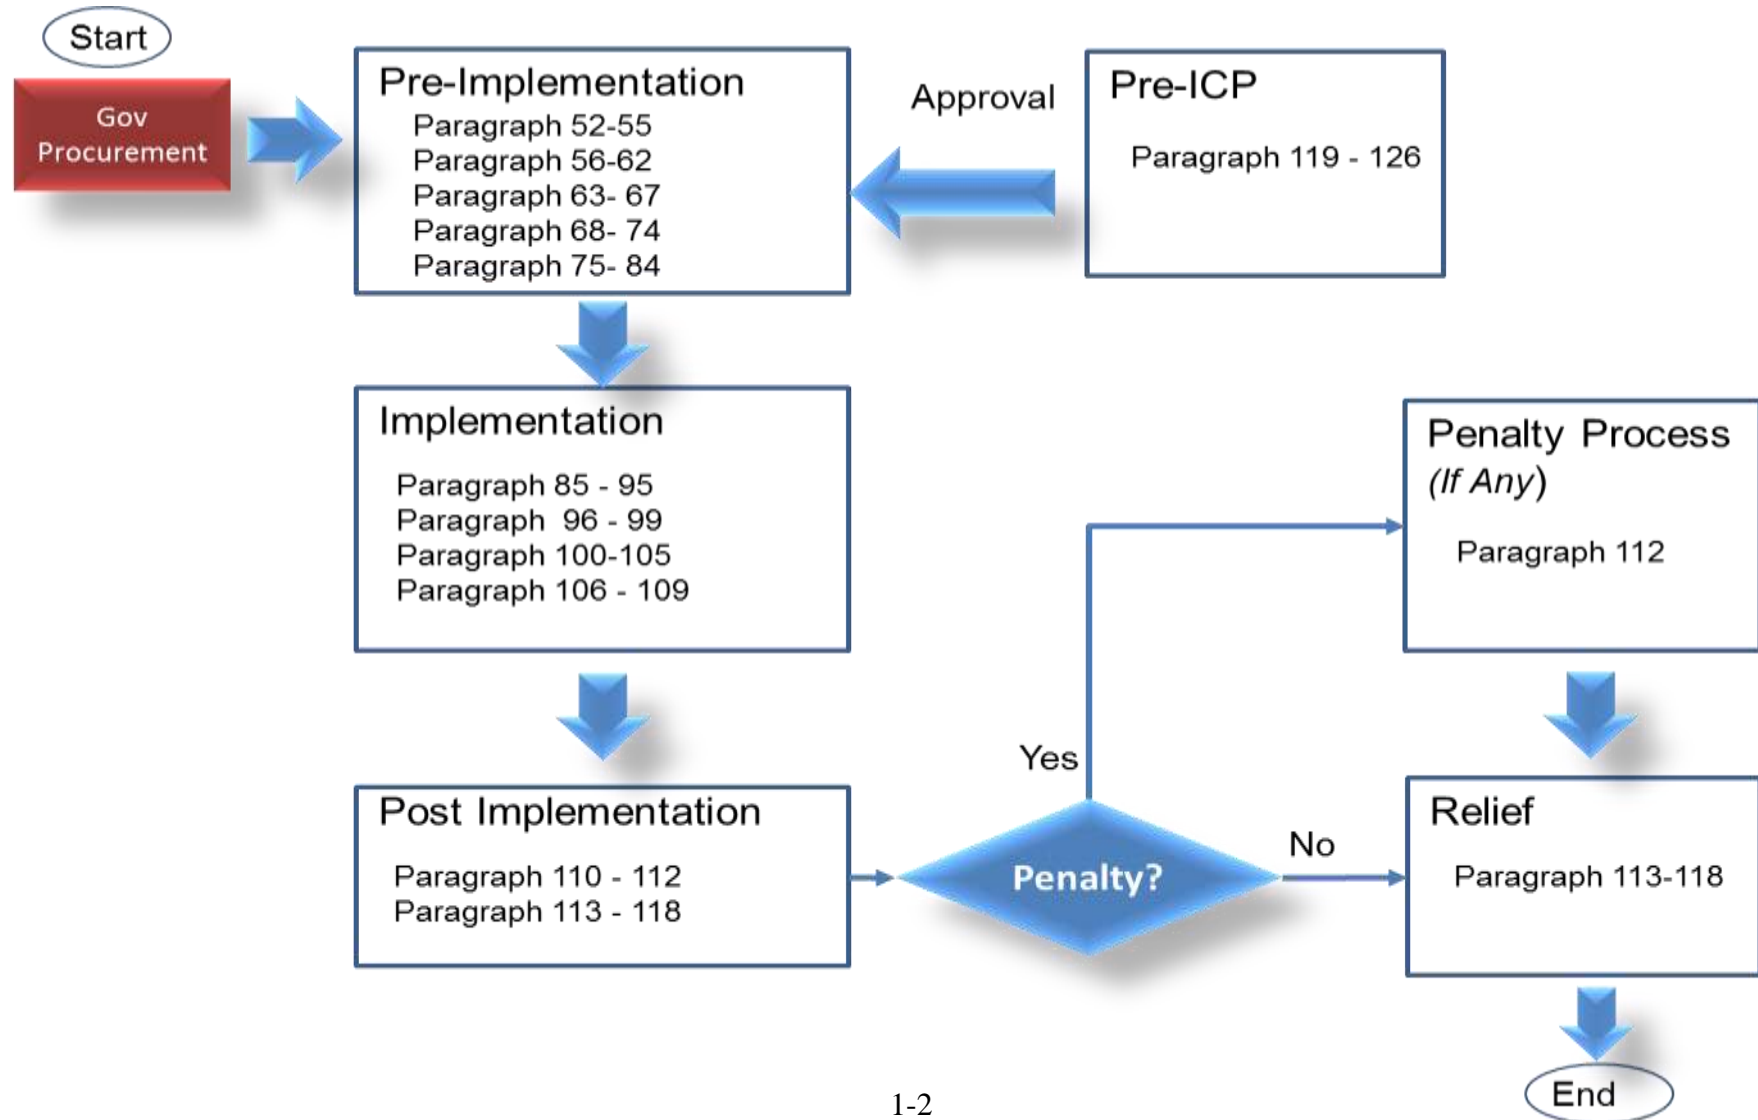 Start
Gov
Procurement
Pre-Implementation
Paragraph 52-55
Paragraph 56-62
Paragraph 63- 67
Paragraph 68- 74
Paragraph 75- 84
Approval
Pre-ICP
Paragraph 119 - 126
Implementation
Paragraph 85 - 95
Paragraph  96 - 99
Paragraph 100-105
Paragraph 106 - 109
Penalty Process
(If Any)
Paragraph 112
Post Implementation
Paragraph 110 - 112
Paragraph 113 - 118
Yes
Penalty?
No
Relief
Paragraph 113-118
End
1-2